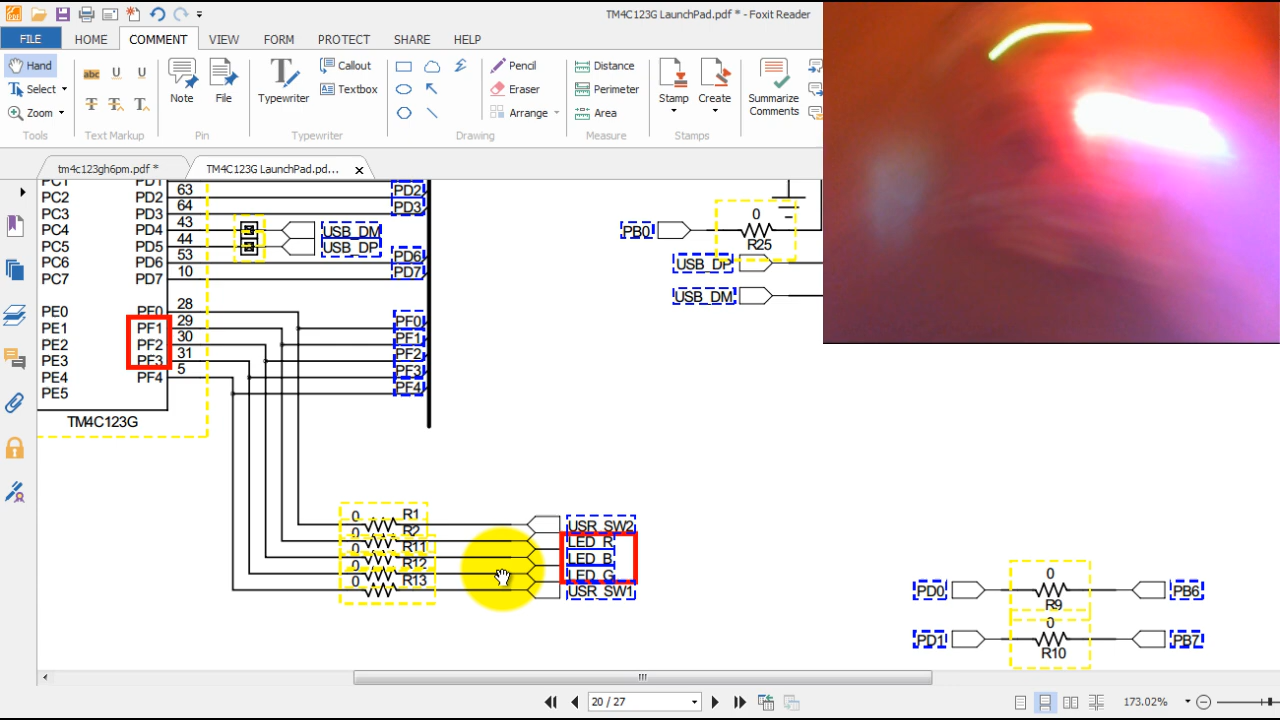 TM4C123G LaunchPad.pdf * - Foxit Reader
FILE HOME COMMENT VIEW FORM PROTECT SHARE HELP
Hand
Select
Zoom
Tools
abc U U
T T T
Text Markup
Note
File
Pin
Typewriter
Callout
Textbox
Typewriter
Pencil
Eraser
Arrange
Drawing
Distance
Perimeter
Area
Measure
Stamp
Create
Stamps
Summarize
Comments
tm4c123gh6pm.pdf *
TM4C123G LaunchPad.pd... ×
PC1 PD1
PC2 PD2 63 PD2
PC3 PD3 64 PD3
PC4 PD4 43 USB_DM
PC5 PD5 44 USB_DP
PC6 PD6 53 PD6
PC7 PD7 10 PD7
PE0 PF0 28 PF0
PE1 PF1 29 PF1
PE2 PF2 30 PF2
PE3 PF3 31 PF3
PE4 PF4 5 PF4
PE5
TM4C123G
PB0
0
R25
USB_DP
USB_DM
0 R1 USR_SW2
0 R2 LED_R
0 R11 LED_B
0 R12 LED_G
0 R13 USR_SW1
PD0 0 R9 PB6
PD1 0 R10 PB7
20 / 27
173.02%